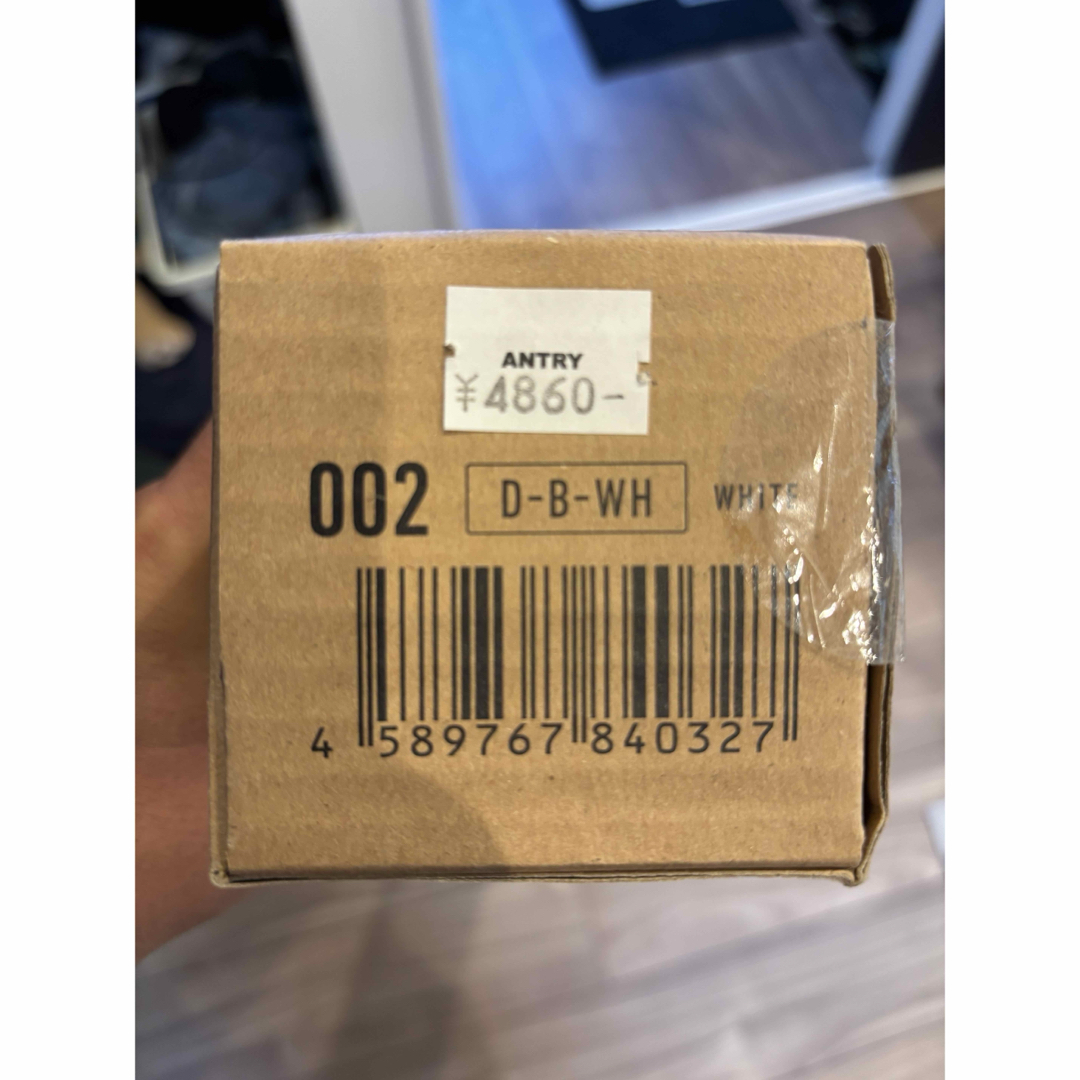 ANTRY
¥4860-
002 D-B-WH WHITE
4 589767 840327